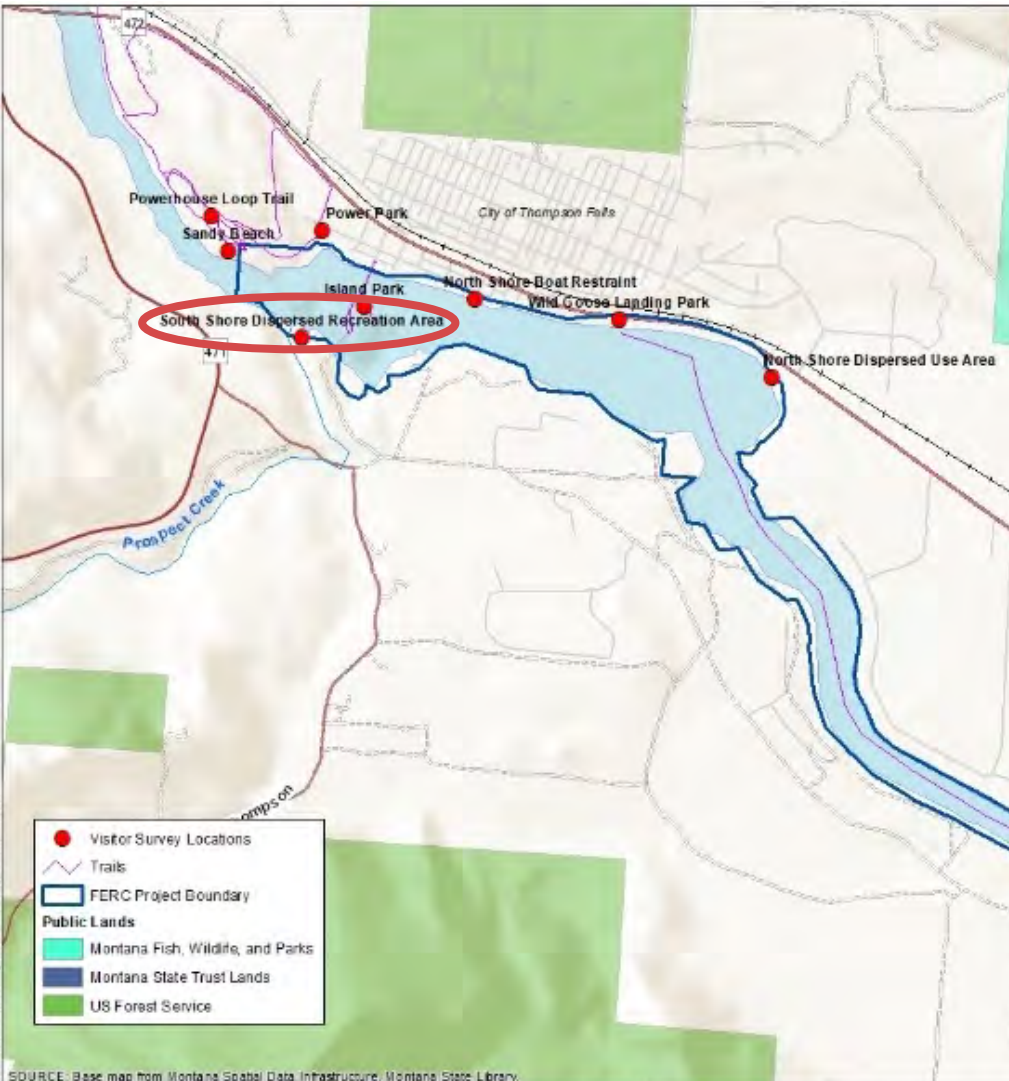 472
Powerhouse Loop Trail
Power Park
City of Thompson Falls
Sandy Beach
Island Park
North Shore Boat Restraint
Wild Goose Landing Park
South Shore Dispersed Recreation Area
471
North Shore Dispersed Use Area
Prospect Creek
ompson
Visitor Survey Locations
Trails
FERC Project Boundary
Public Lands
Montana Fish, Wildlife, and Parks
Montana State Trust Lands
US Forest Service
SOURCE: Base map from Montana Spatial Data Infrastructure, Montana State Library